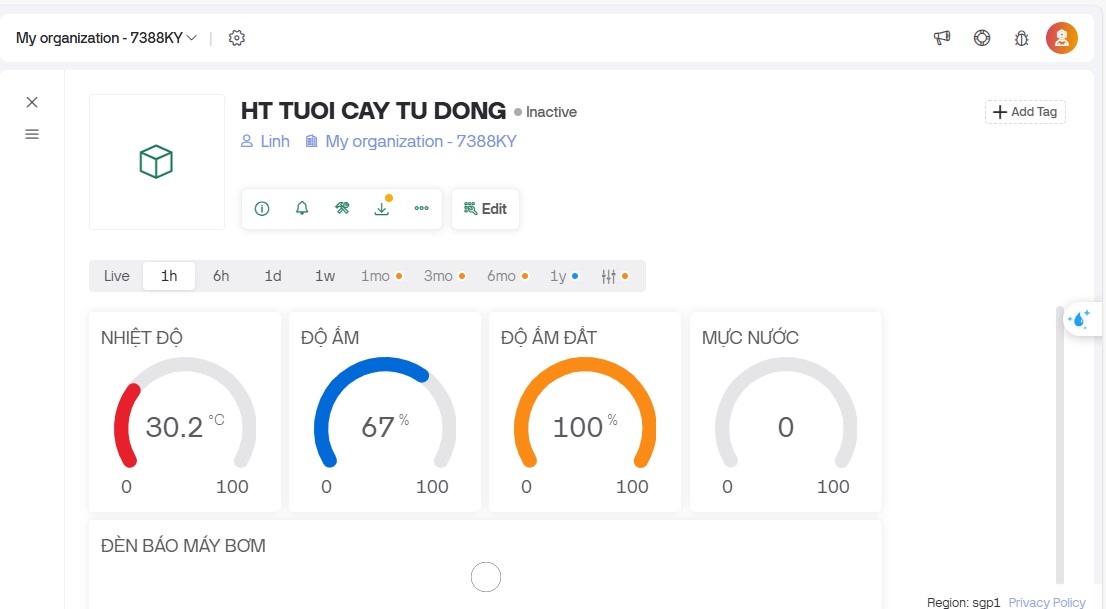 My organization - 7388KY
HT TUOI CAY TU DONG Inactive
Add Tag
Linh My organization - 7388KY
Edit
Live 1h 6h 1d 1w 1mo 3mo 6mo 1y
NHIỆT ĐỘ ĐỘ ẨM ĐỘ ẨM ĐẤT MỰC NƯỚC
30.2 °C 67 % 100 % 0
0 100 0 100 0 100 0 100
ĐÈN BÁO MÁY BƠM
Region: sgp1 Privacy Policy